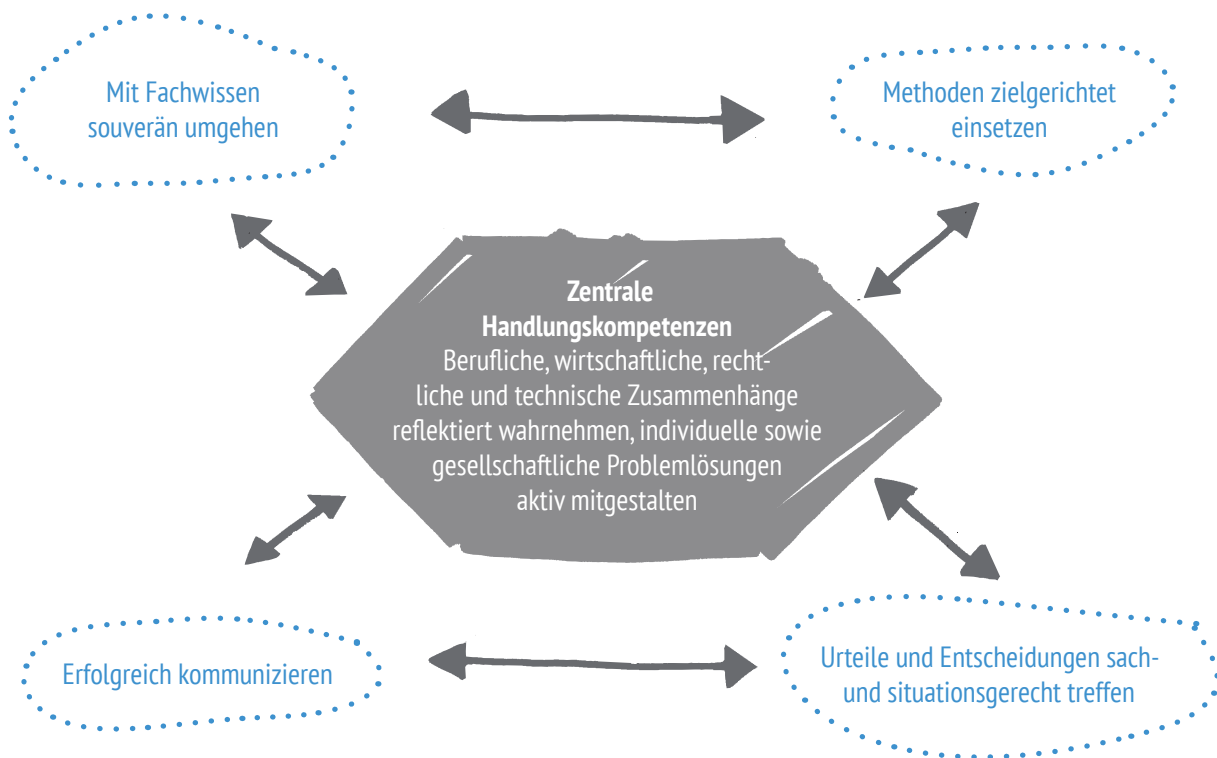 Mit Fachwissen
souverän umgehen
Methoden zielgerichtet
einsetzen
Zentrale
Handlungskompetenzen
Berufliche, wirtschaftliche, recht-
liche und technische Zusammenhänge
reflektiert wahrnehmen, individuelle sowie
gesellschaftliche Problemlösungen
aktiv mitgestalten
Erfolgreich kommunizieren
Urteile und Entscheidungen sach-
und situationsgerecht treffen